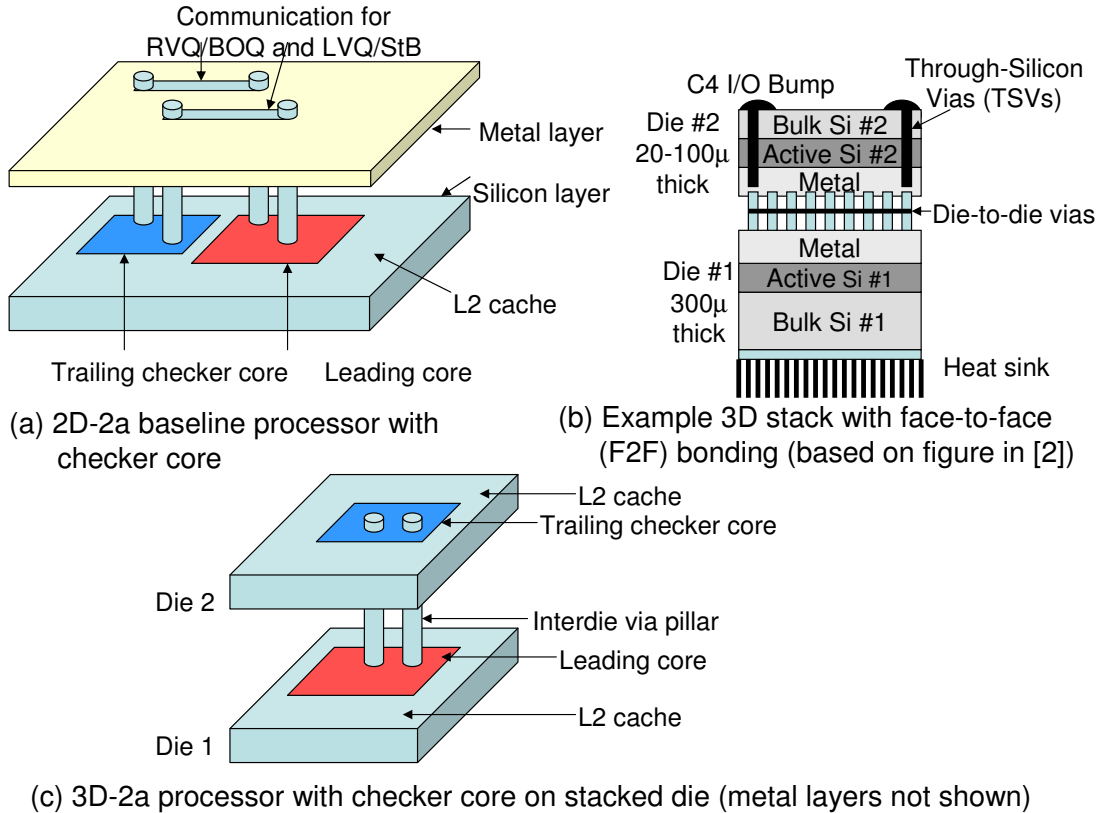 Communication for
RVQ/BOQ and LVQ/StB
Metal layer
Silicon layer
L2 cache
Trailing checker core
Leading core
(a) 2D-2a baseline processor with
checker core
C4 I/O Bump
Through-Silicon
Vias (TSVs)
Die #2
20-100μ
thick
Bulk Si #2
Active Si #2
Metal
Die-to-die vias
Metal
Die #1
300μ
thick
Active Si #1
Bulk Si #1
Heat sink
(b) Example 3D stack with face-to-face
(F2F) bonding (based on figure in [2])
L2 cache
Trailing checker core
Die 2
Interdie via pillar
Leading core
L2 cache
Die 1
(c) 3D-2a processor with checker core on stacked die (metal layers not shown)